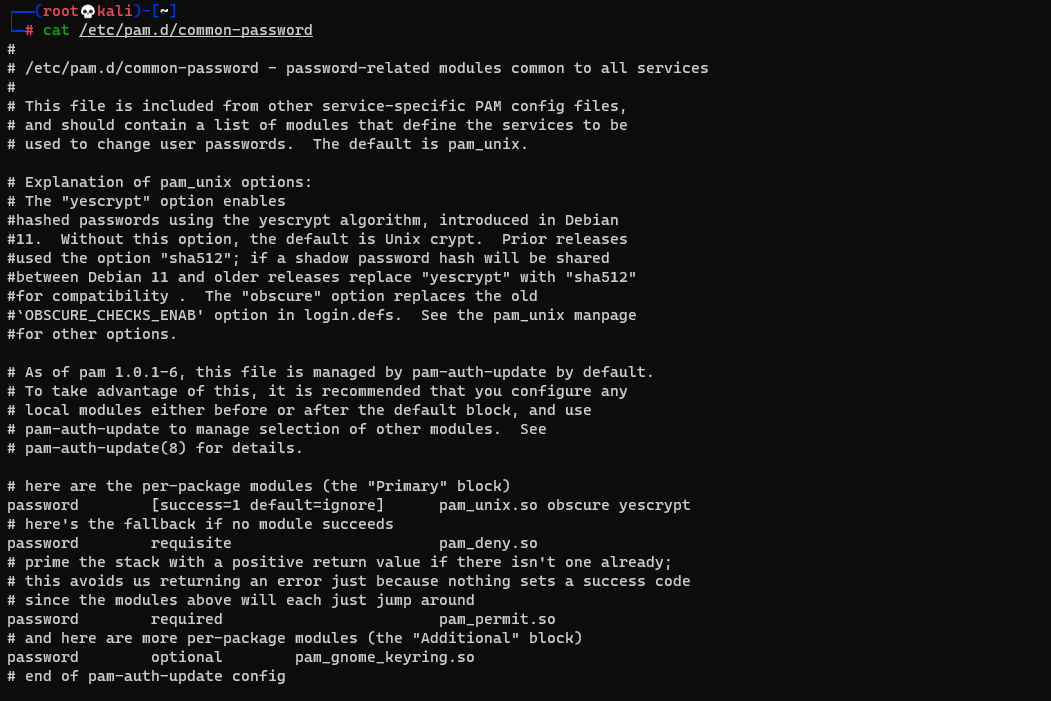 ┌──(root💀kali)-[~]
└─# cat /etc/pam.d/common-password
#
# /etc/pam.d/common-password - password-related modules common to all services
#
# This file is included from other service-specific PAM config files,
# and should contain a list of modules that define the services to be
# used to change user passwords.  The default is pam_unix.

# Explanation of pam_unix options:
# The "yescrypt" option enables
#hashed passwords using the yescrypt algorithm, introduced in Debian
#11.  Without this option, the default is Unix crypt.  Prior releases
#used the option "sha512"; if a shadow password hash will be shared
#between Debian 11 and older releases replace "yescrypt" with "sha512"
#for compatibility .  The "obscure" option replaces the old
#`OBSCURE_CHECKS_ENAB' option in login.defs.  See the pam_unix manpage
#for other options.

# As of pam 1.0.1-6, this file is managed by pam-auth-update by default.
# To take advantage of this, it is recommended that you configure any
# local modules either before or after the default block, and use
# pam-auth-update to manage selection of other modules.  See
# pam-auth-update(8) for details.

# here are the per-package modules (the "Primary" block)
password        [success=1 default=ignore]      pam_unix.so obscure yescrypt
# here's the fallback if no module succeeds
password        requisite                       pam_deny.so
# prime the stack with a positive return value if there isn't one already;
# this avoids us returning an error just because nothing sets a success code
# since the modules above will each just jump around
password        required                        pam_permit.so
# and here are more per-package modules (the "Additional" block)
password        optional        pam_gnome_keyring.so
# end of pam-auth-update config